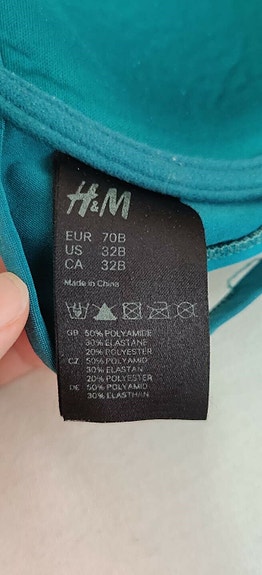 H&M
EUR 70B
US 32B
CA 32B
Made in China
GB 50% POLYAMIDE
30% ELASTANE
20% POLYESTER
CZ 50% POLYAMID
30% ELASTAN
20% POLYESTER
DE 50% POLYAMID
30% ELASTHAN